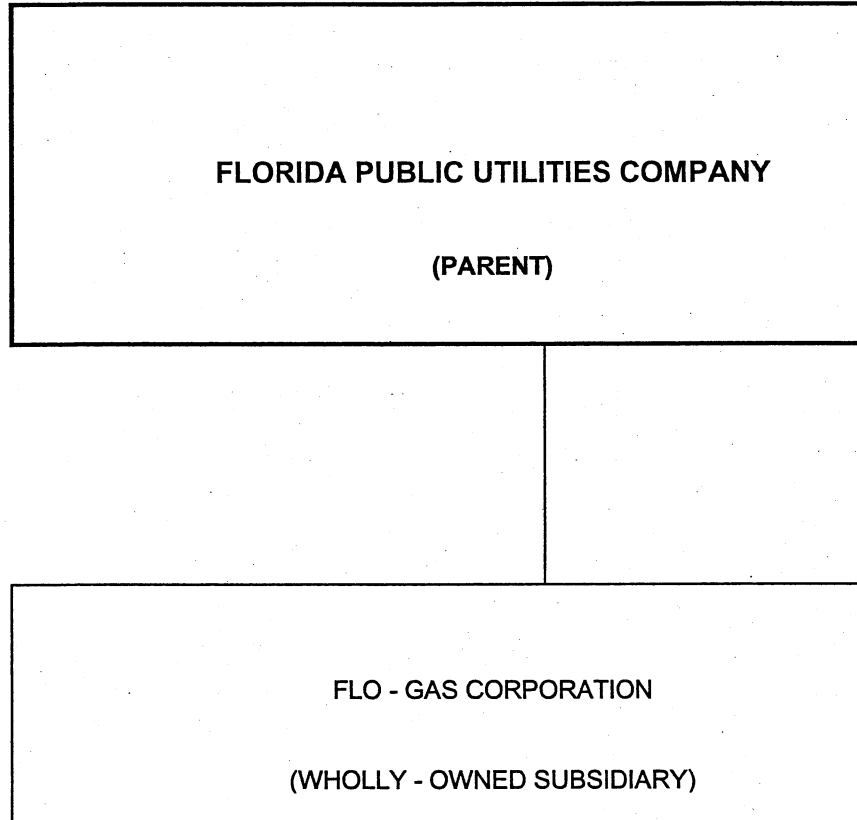 FLORIDA PUBLIC UTILITIES COMPANY
(PARENT)
FLO - GAS CORPORATION
(WHOLLY - OWNED SUBSIDIARY)